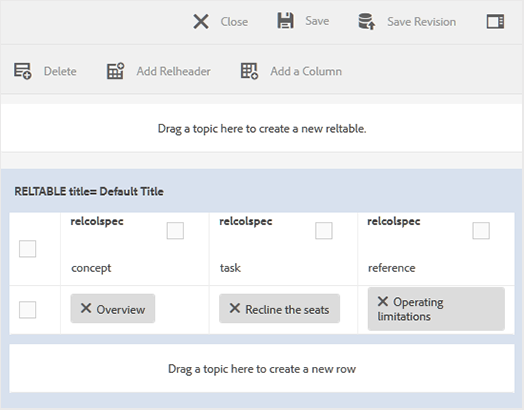 Close Save Save Revision
Delete Add Relheader Add a Column
Drag a topic here to create a new reltable.
RELTABLE title= Default Title
relcolspec relcolspec relcolspec
concept task reference
Overview Recline the seats Operating
limitations
Drag a topic here to create a new row